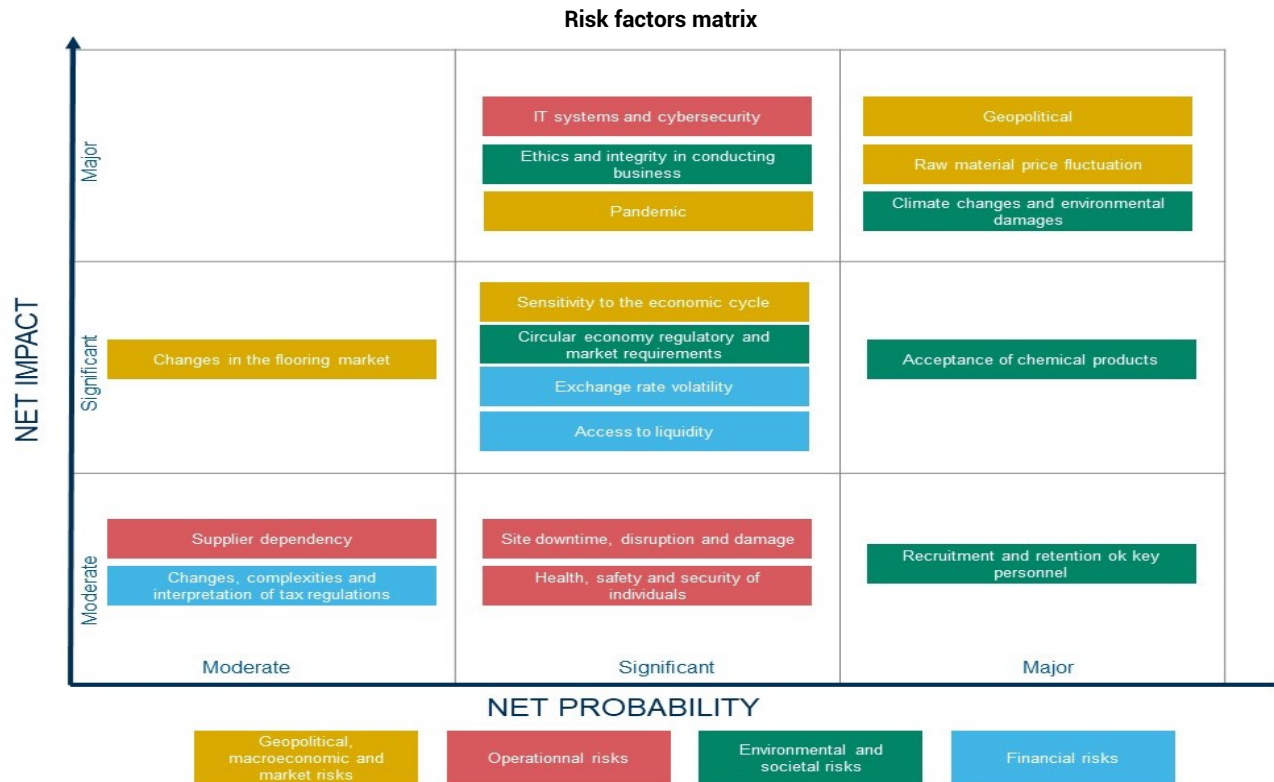 Risk factors matrix
NET IMPACT
Major
IT systems and cybersecurity
Ethics and integrity in conducting
business
Pandemic
Geopolitical
Raw material price fluctuation
Climate changes and environmental
damages
Significant
Changes in the flooring market
Sensitivity to the economic cycle
Circular economy regulatory and
market requirements
Exchange rate volatility
Access to liquidity
Acceptance of chemical products
Moderate
Supplier dependency
Changes, complexities and
interpretation of tax regulations
Site downtime, disruption and damage
Health, safety and security of
individuals
Recruitment and retention ok key
personnel
Moderate
Significant
Major
NET PROBABILITY
Geopolitical,
macroeconomic and
market risks
Operationnal risks
Environmental and
societal risks
Financial risks